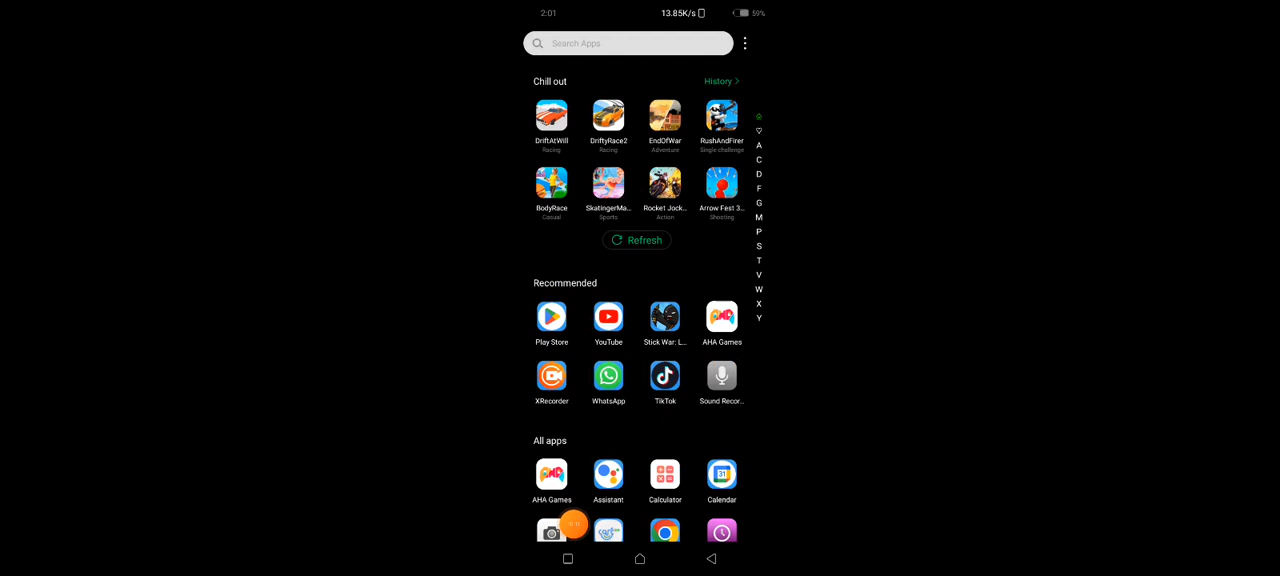 2:01 13.85K/s 59%
Search Apps
Chill out History
DriftAtWill DriftyRace2 EndOfWar RushAndFirer
Racing Racing Adventure Single challenge
BodyRace SkatingerMa... Rocket Jock... Arrow Fest 3...
Casual Sports Action Shooting
Refresh
A
C
D
F
G
M
P
S
T
V
W
X
Y
Recommended
Play Store YouTube Stick War: L... AHA Games
XRecorder WhatsApp TikTok Sound Recor...
All apps
AHA Games Assistant Calculator Calendar